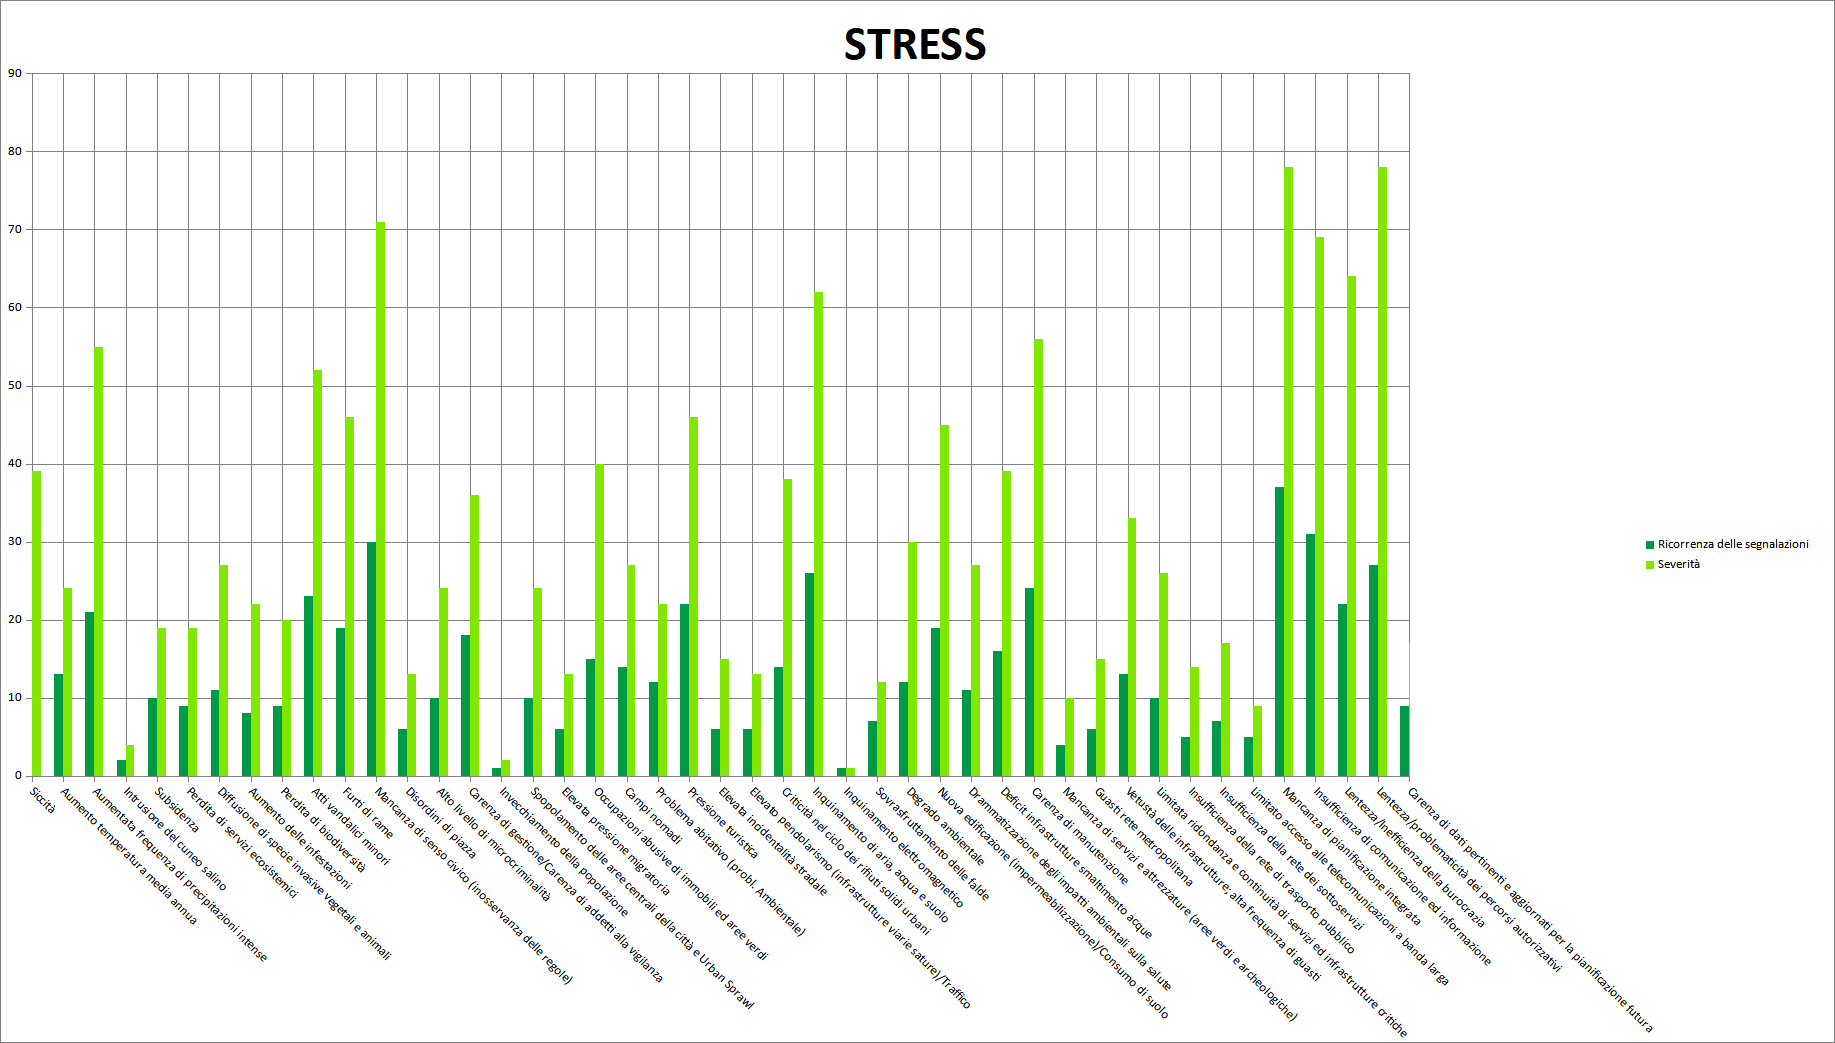 STRESS
90
80
70
60
50
40
30
20
10
0
Siccità
Aumento temperatura media annua
Aumentata frequenza di precipitazioni intense
Intrusione del cuneo salino
Subsidenza
Perdita di servizi ecosistemici
Diffusione di specie invasive vegetali e animali
Aumento delle infestazioni
Perdita di biodiversità
Atti vandalici minori
Furti di rame
Mancanza di senso civico (inosservanza delle regole)
Disordini di piazza
Alto livello di microcriminalità
Carenza di gestione/Carenza di addetti alla vigilanza
Invecchiamento della popolazione
Spopolamento delle aree centrali della città e Urban Sprawl
Elevata pressione migratoria
Occupazioni abusive di immobili ed aree verdi
Campi nomadi
Problema abitativo (probl. Ambientale)
Pressione turistica
Elevata incidentalità stradale
Elevato pendolarismo (infrastrutture viarie sature)/Traffico
Criticità nel ciclo dei rifiuti solidi urbani
Inquinamento di aria, acqua e suolo
Inquinamento elettromagnetico
Sovrasfruttamento delle falde
Degrado ambientale
Nuova edificazione (impermeabilizzazione)/Consumo di suolo
Drammatizzazione degli impatti ambientali sulla salute
Deficit infrastrutture smaltimento acque
Carenza di manutenzione
Mancanza di servizi e attrezzature (aree verdi e archeologiche)
Guasti rete metropolitana
Vetustà delle infrastrutture; alta frequenza di guasti
Limitata ridondanza e continuità di servizi ed infrastrutture critiche
Insufficienza della rete di trasporto pubblico
Insufficienza della rete dei sottoservizi
Limitato accesso alle telecomunicazioni a banda larga
Mancanza di pianificazione integrata
Insufficienza di comunicazione ed informazione
Lentezza/Inefficienza della burocrazia
Lentezza/problematicità dei percorsi autorizzativi
Carenza di dati pertinenti e aggiornati per la pianificazione futura
Ricorrenza delle segnalazioni
Severità